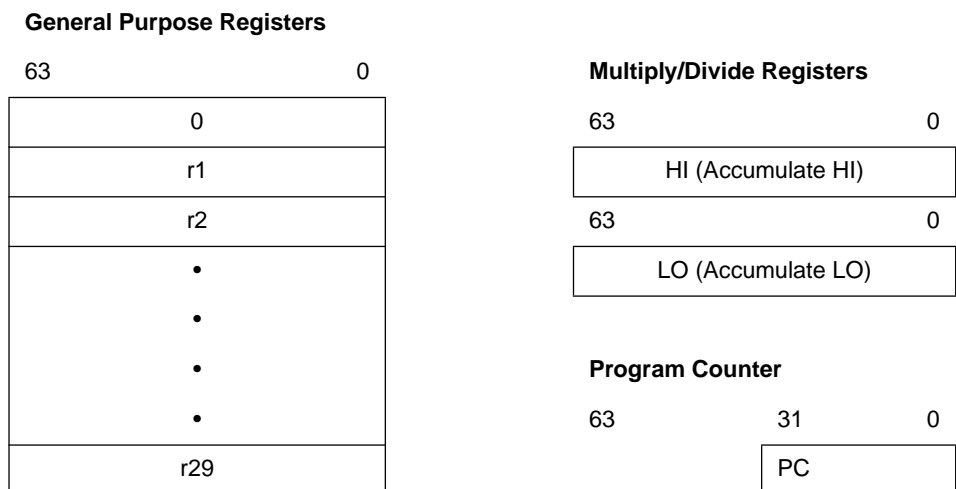 General Purpose Registers
63 0
0
r1
r2
•
•
•
•
r29
Multiply/Divide Registers
63 0
HI (Accumulate HI)
63 0
LO (Accumulate LO)
Program Counter
63 31 0
PC